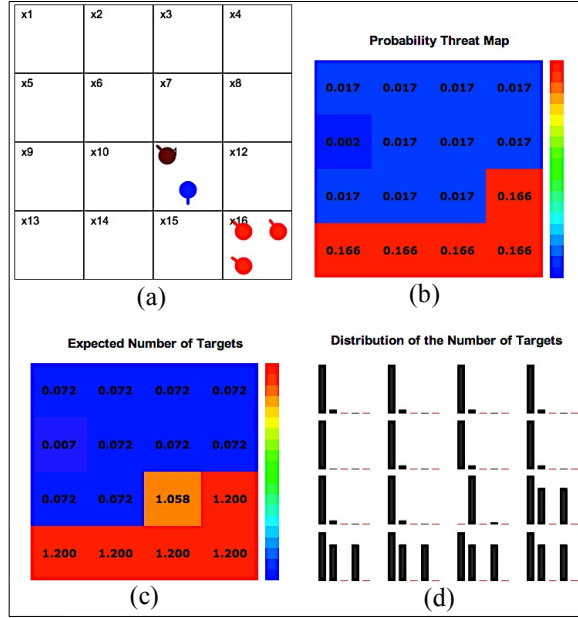 x1 x2 x3 x4
x5 x6 x7 x8
x9 x10 x12
x13 x14 x15 x16
(a)
Probability Threat Map
0.017 0.017 0.017 0.017
0.002 0.017 0.017 0.017
0.017 0.017 0.017 0.166
0.166 0.166 0.166 0.166
(b)
Expected Number of Targets
0.072 0.072 0.072 0.072
0.007 0.072 0.072 0.072
0.072 0.072 1.058 1.200
1.200 1.200 1.200 1.200
(c)
Distribution of the Number of Targets
(d)